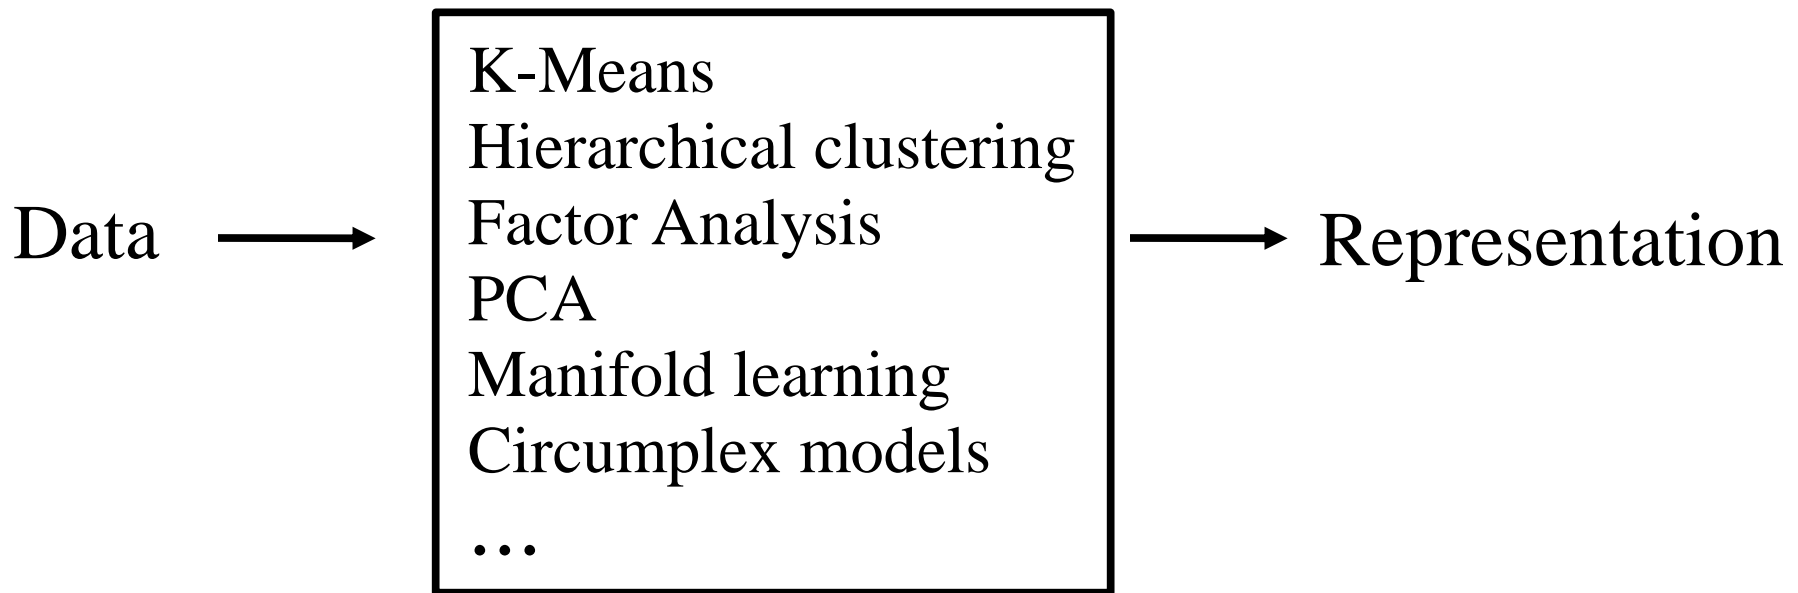 Data
K-Means
Hierarchical clustering
Factor Analysis
PCA
Manifold learning
Circumplex models
...
Representation